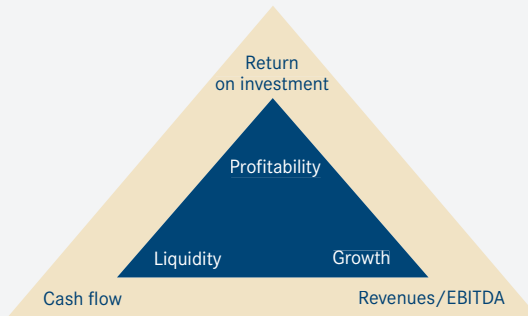 Return
on investment
Profitability
Liquidity
Growth
Cash flow
Revenues/EBITDA